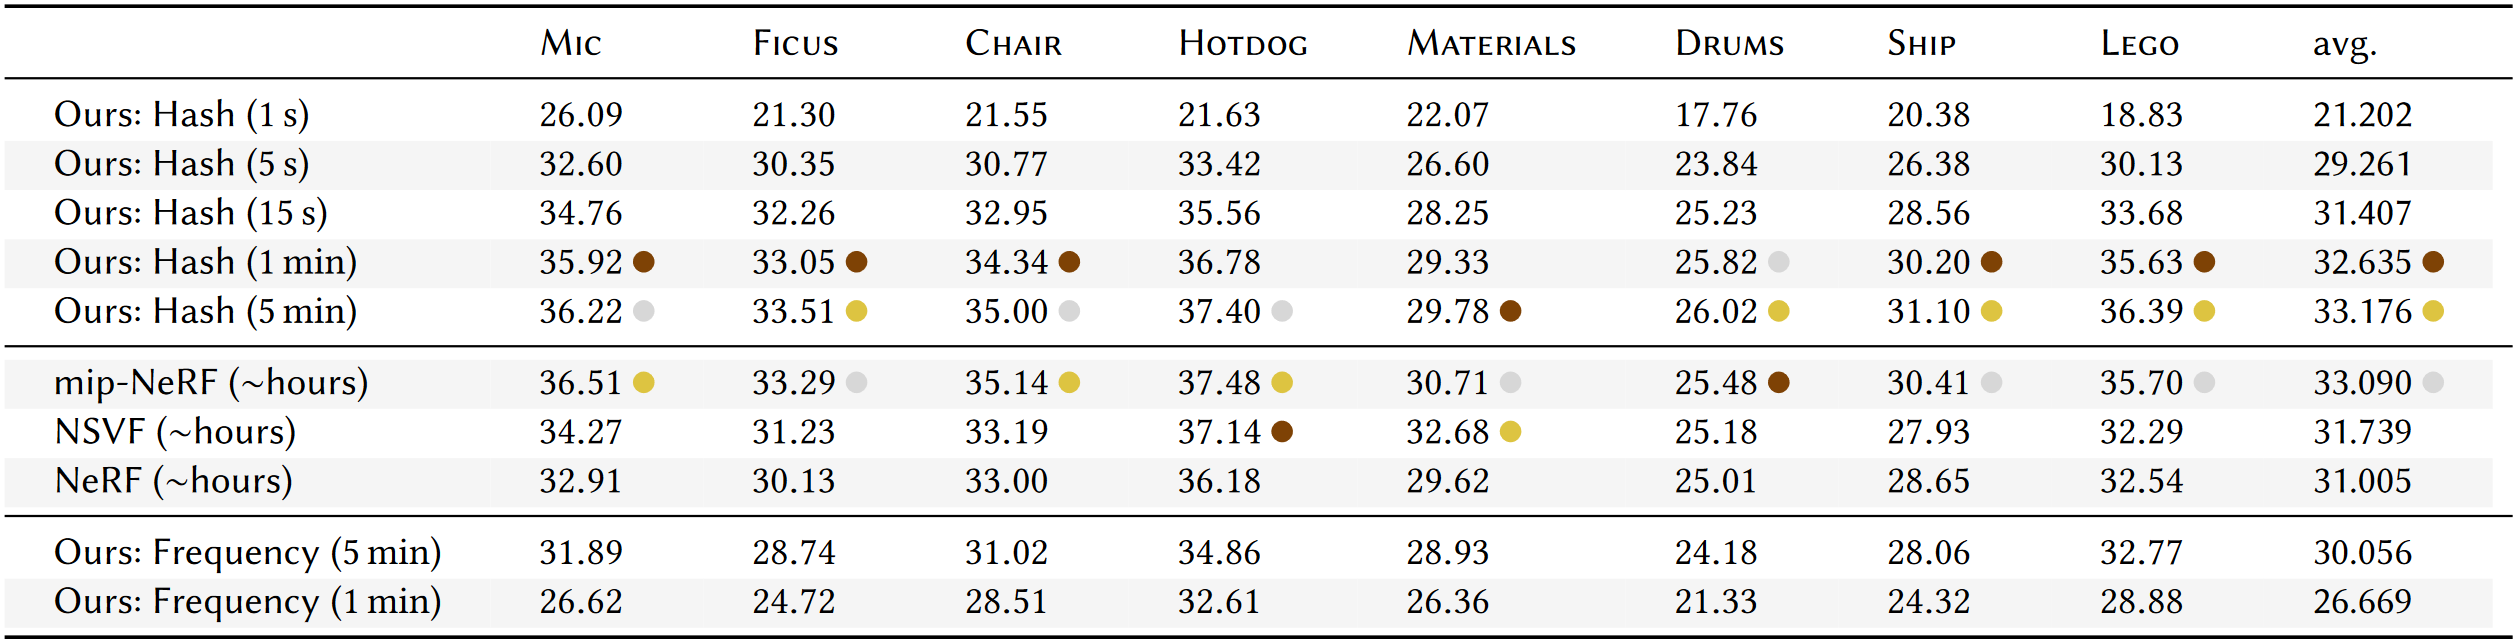 Mic Ficus Chair Hotdog Materials Drums Ship Lego avg.
Ours: Hash (1 s) 26.09 21.30 21.55 21.63 22.07 17.76 20.38 18.83 21.202
Ours: Hash (5 s) 32.60 30.35 30.77 33.42 26.60 23.84 26.38 30.13 29.261
Ours: Hash (15 s) 34.76 32.26 32.95 35.56 28.25 25.23 28.56 33.68 31.407
Ours: Hash (1 min) 35.92 33.05 34.34 36.78 29.33 25.82 30.20 35.63 32.635
Ours: Hash (5 min) 36.22 33.51 35.00 37.40 29.78 26.02 31.10 36.39 33.176
mip-NeRF (~hours) 36.51 33.29 35.14 37.48 30.71 25.48 30.41 35.70 33.090
NSVF (~hours) 34.27 31.23 33.19 37.14 32.68 25.18 27.93 32.29 31.739
NeRF (~hours) 32.91 30.13 33.00 36.18 29.62 25.01 28.65 32.54 31.005
Ours: Frequency (5 min) 31.89 28.74 31.02 34.86 28.93 24.18 28.06 32.77 30.056
Ours: Frequency (1 min) 26.62 24.72 28.51 32.61 26.36 21.33 24.32 28.88 26.669